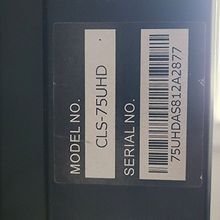 MODEL NO.
CLS-75UHD
SERIAL NO.
75UHDAS812A2877